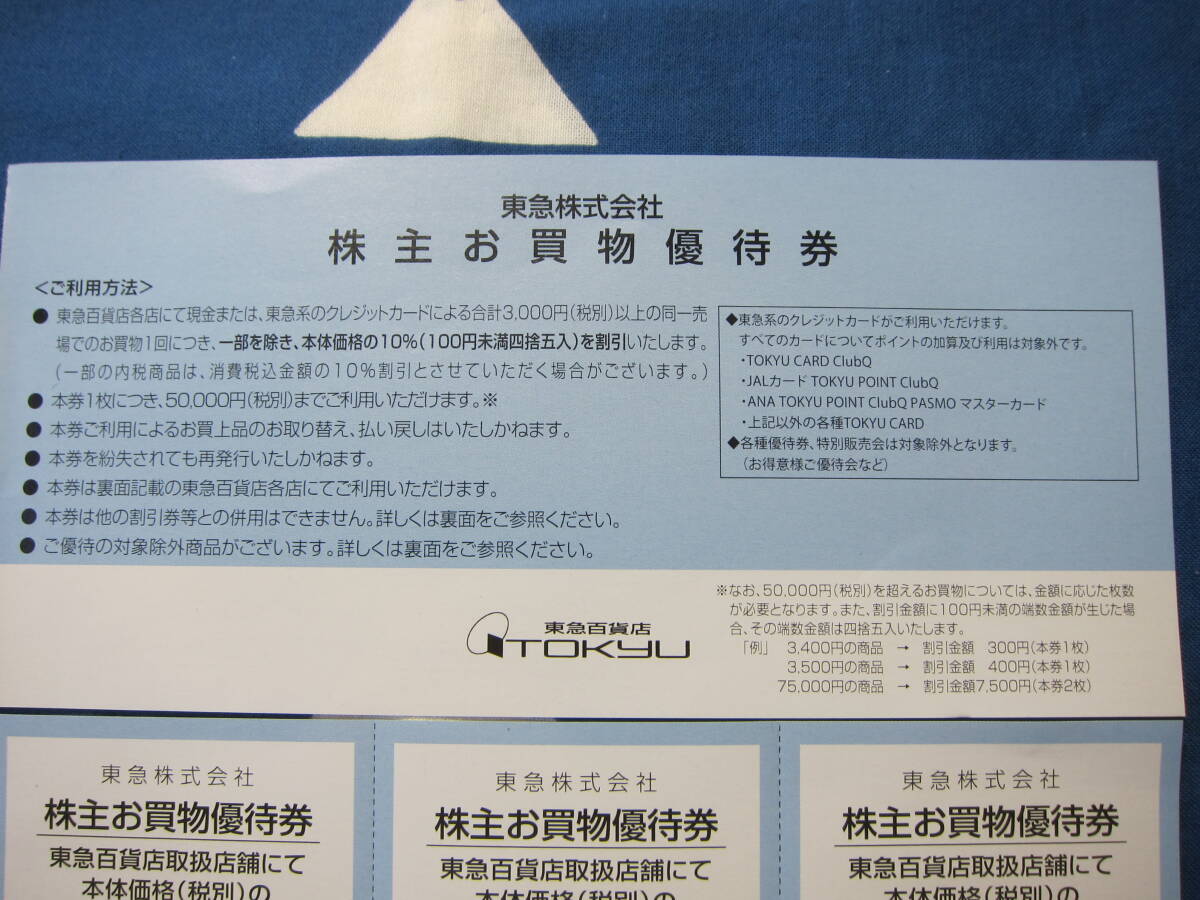 東急株式会社
株主お買物優待券
＜ご利用方法＞
● 東急百貨店各店にて現金または、東急系のクレジットカードによる合計3,000円（税別）以上の同一売
場でのお買物1回につき、一部を除き、本体価格の10％（100円未満四捨五入）を割引いたします。
（一部の内税商品は、消費税込金額の10％割引とさせていただく場合がございます。）
● 本券1枚につき、50,000円（税別）までご利用いただけます。※
● 本券ご利用によるお買上品のお取り替え、払い戻しはいたしかねます。
● 本券を紛失されても再発行いたしかねます。
● 本券は裏面記載の東急百貨店各店にてご利用いただけます。
● 本券は他の割引券等との併用はできません。詳しくは裏面をご参照ください。
● ご優待の対象除外商品がございます。詳しくは裏面をご参照ください。
◆東急系のクレジットカードがご利用いただけます。
すべてのカードについてポイントの加算及び利用は対象外です。
・TOKYU CARD ClubQ
・JALカード TOKYU POINT ClubQ
・ANA TOKYU POINT ClubQ PASMO マスターカード
・上記以外の各種TOKYU CARD
◆各種優待券、特別販売会は対象除外となります。
（お得意様ご優待会など）
東急百貨店
TOKYU
※なお、50,000円（税別）を超えるお買物については、金額に応じた枚数
が必要となります。また、割引金額に100円未満の端数金額が生じた場
合、その端数金額は四捨五入いたします。
「例」 3,400円の商品 → 割引金額 300円（本券1枚）
3,500円の商品 → 割引金額 400円（本券1枚）
75,000円の商品 → 割引金額7,500円（本券2枚）
東急株式会社
株主お買物優待券
東急百貨店取扱店舗にて
本体価格（税別）の
東急株式会社
株主お買物優待券
東急百貨店取扱店舗にて
本体価格（税別）の
東急株式会社
株主お買物優待券
東急百貨店取扱店舗にて
本体価格（税別）の